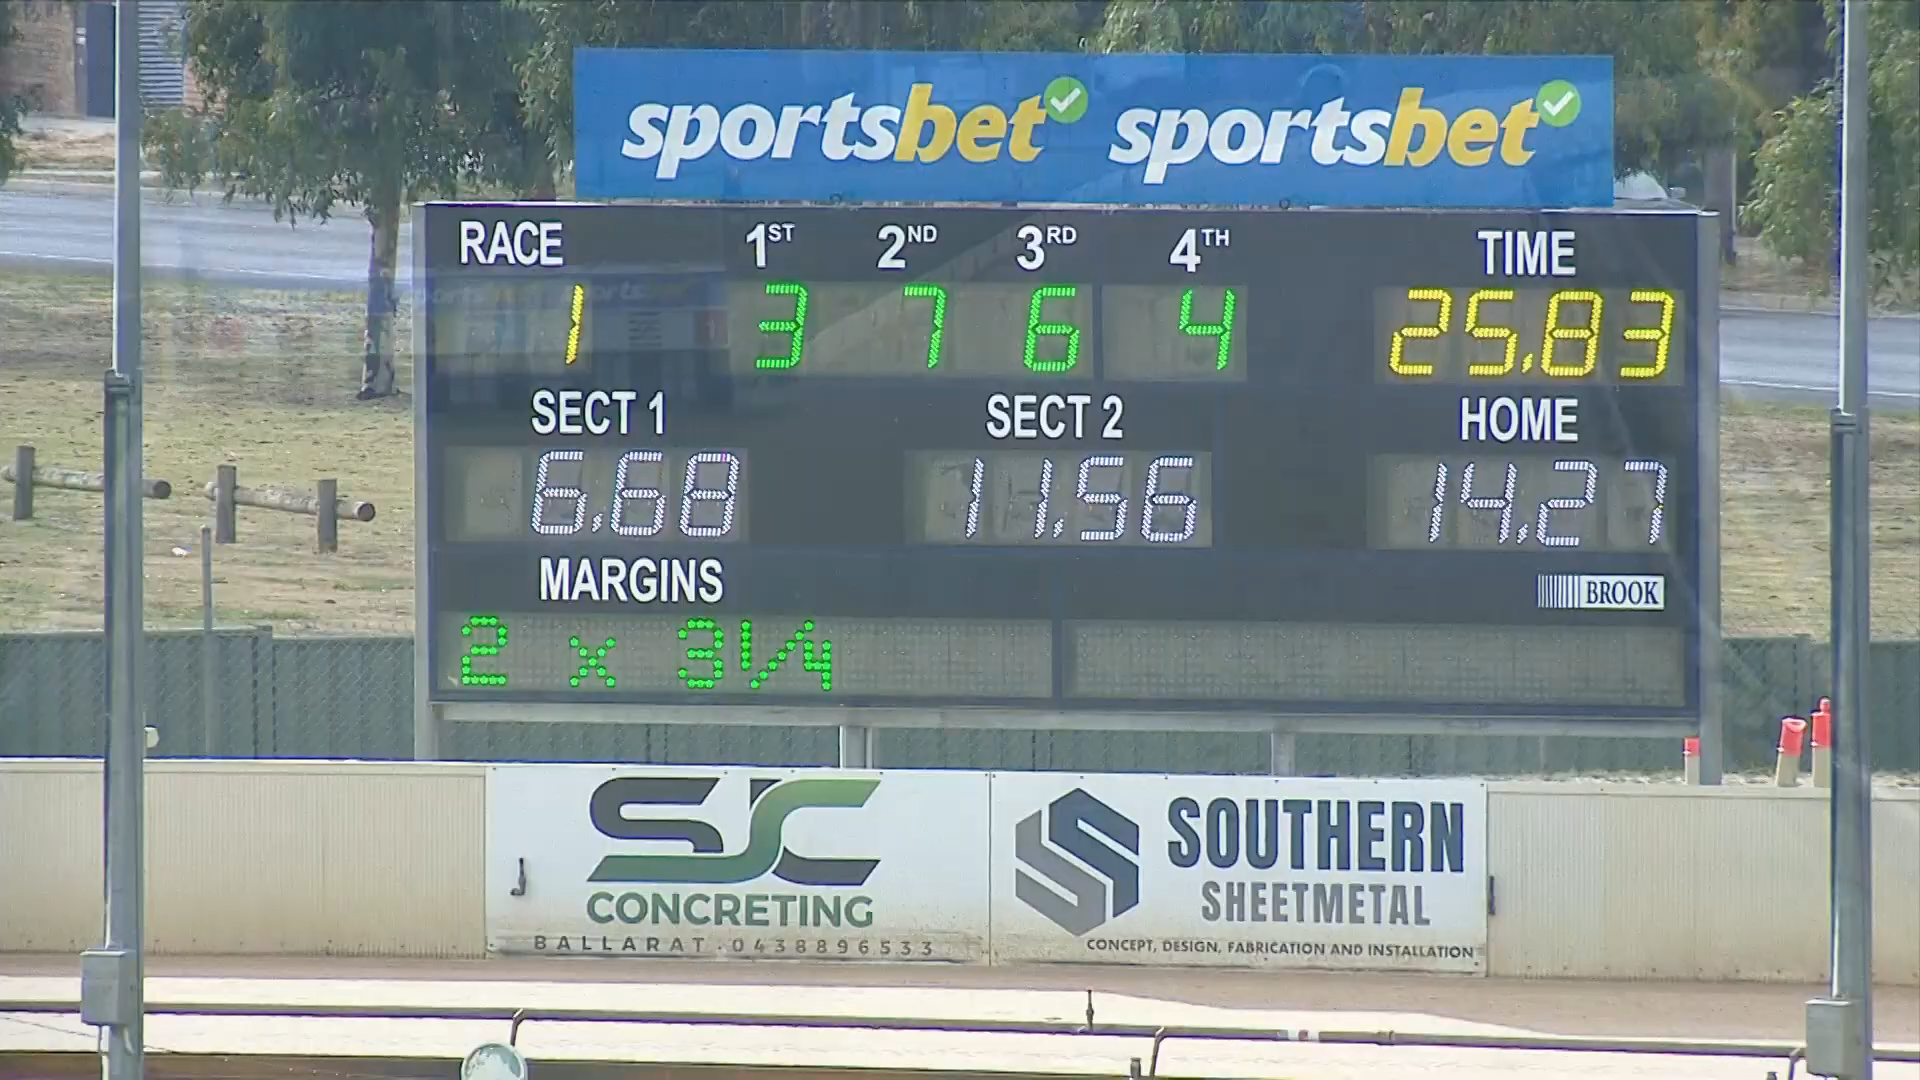 sportsbet sportsbet
RACE 1ST 2ND 3RD 4TH TIME
1 3 7 6 4 25.83
SECT 1 SECT 2 HOME
6.68 11.56 14.27
MARGINS
BROOK
2 x 3¼
SJC
CONCRETING
BALLARAT.0438896533
SOUTHERN
SHEETMETAL
CONCEPT, DESIGN, FABRICATION AND INSTALLATION